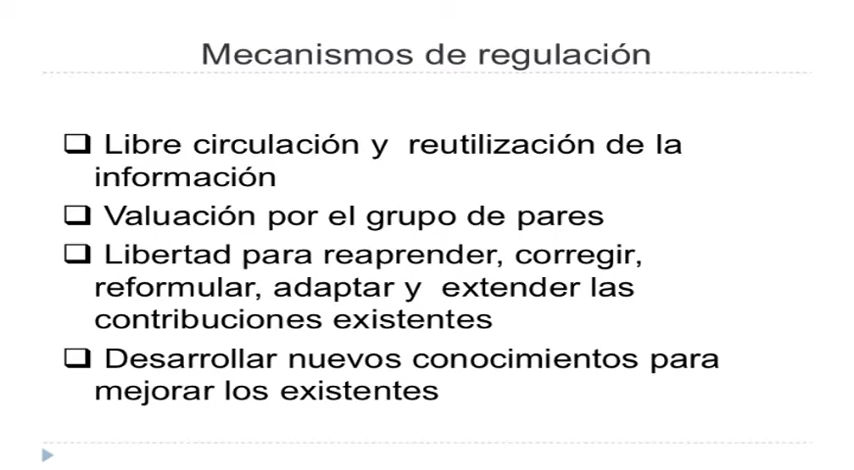 Mecanismos de regulación
❑ Libre circulación y  reutilización de la
información
❑ Valuación por el grupo de pares
❑ Libertad para reaprender, corregir,
reformular, adaptar y  extender las
contribuciones existentes
❑ Desarrollar nuevos conocimientos para
mejorar los existentes